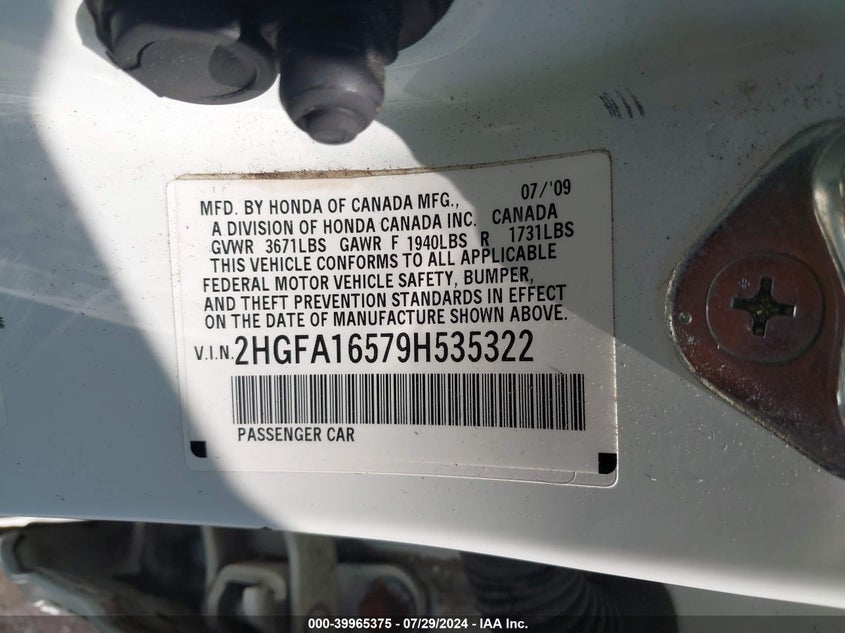 MFD. BY HONDA OF CANADA MFG., 07/'09
A DIVISION OF HONDA CANADA INC. CANADA
GVWR 3671LBS GAWR F 1940LBS R 1731LBS
THIS VEHICLE CONFORMS TO ALL APPLICABLE
FEDERAL MOTOR VEHICLE SAFETY, BUMPER,
AND THEFT PREVENTION STANDARDS IN EFFECT
ON THE DATE OF MANUFACTURE SHOWN ABOVE.
V.I.N. 2HGFA16579H535322
PASSENGER CAR
000-39965375 - 07/29/2024 - IAA Inc.